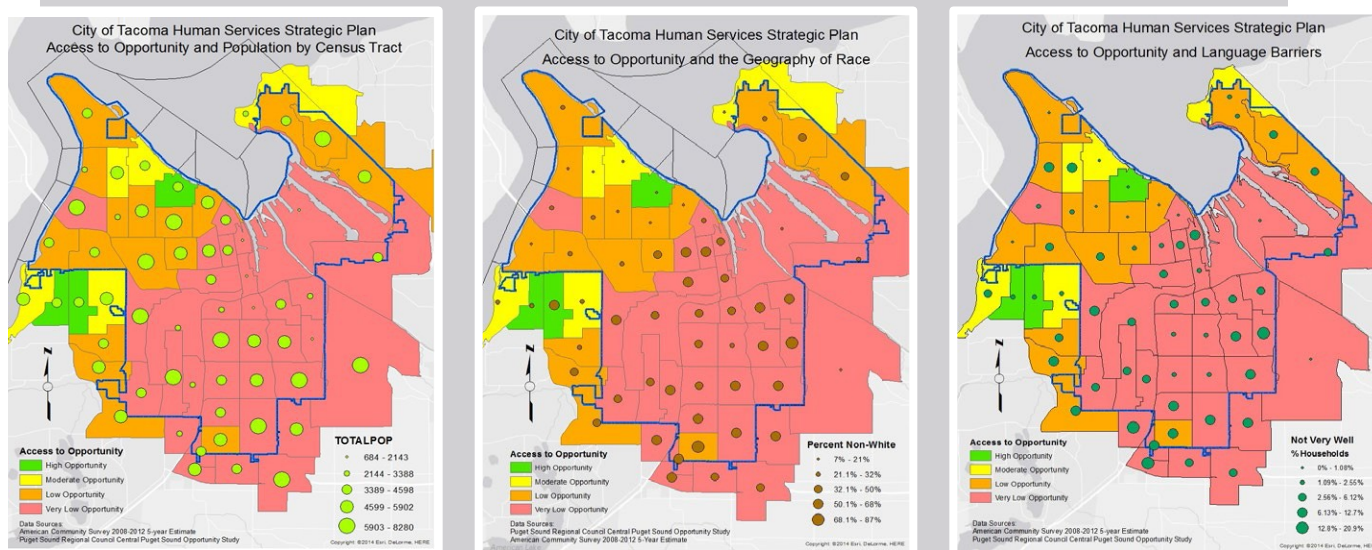 City of Tacoma Human Services Strategic Plan
Access to Opportunity and Population by Census Tract
N
Access to Opportunity
High Opportunity
Moderate Opportunity
Low Opportunity
Very Low Opportunity
TOTALPOP
684 - 2143
2144 - 3388
3389 - 4598
4599 - 5902
5903 - 8280
Data Sources:
American Community Survey 2008-2012 5-year Estimate
Puget Sound Regional Council Central Puget Sound Opportunity Study
Copyright: ©2014 Esri, DeLorme, HERE
City of Tacoma Human Services Strategic Plan
Access to Opportunity and the Geography of Race
N
Access to Opportunity
High Opportunity
Moderate Opportunity
Low Opportunity
Very Low Opportunity
Percent Non-White
7% - 21%
21.1% - 32%
32.1% - 50%
50.1% - 68%
68.1% - 87%
Data Sources:
Puget Sound Regional Council Central Puget Sound Opportunity Study
American Community Survey 2008-2012 5-year Estimate
Copyright: ©2014 Esri, DeLorme, HERE
City of Tacoma Human Services Strategic Plan
Access to Opportunity and Language Barriers
N
Access to Opportunity
High Opportunity
Moderate Opportunity
Low Opportunity
Very Low Opportunity
Not Very Well
% Households
0% - 1.08%
1.09% - 2.55%
2.56% - 6.12%
6.13% - 12.7%
12.8% - 20.9%
Data Sources:
American Community Survey 2008-2012 5-year Estimate
Puget Sound Regional Council Central Puget Sound Opportunity Study
Copyright: ©2014 Esri, DeLorme, HERE